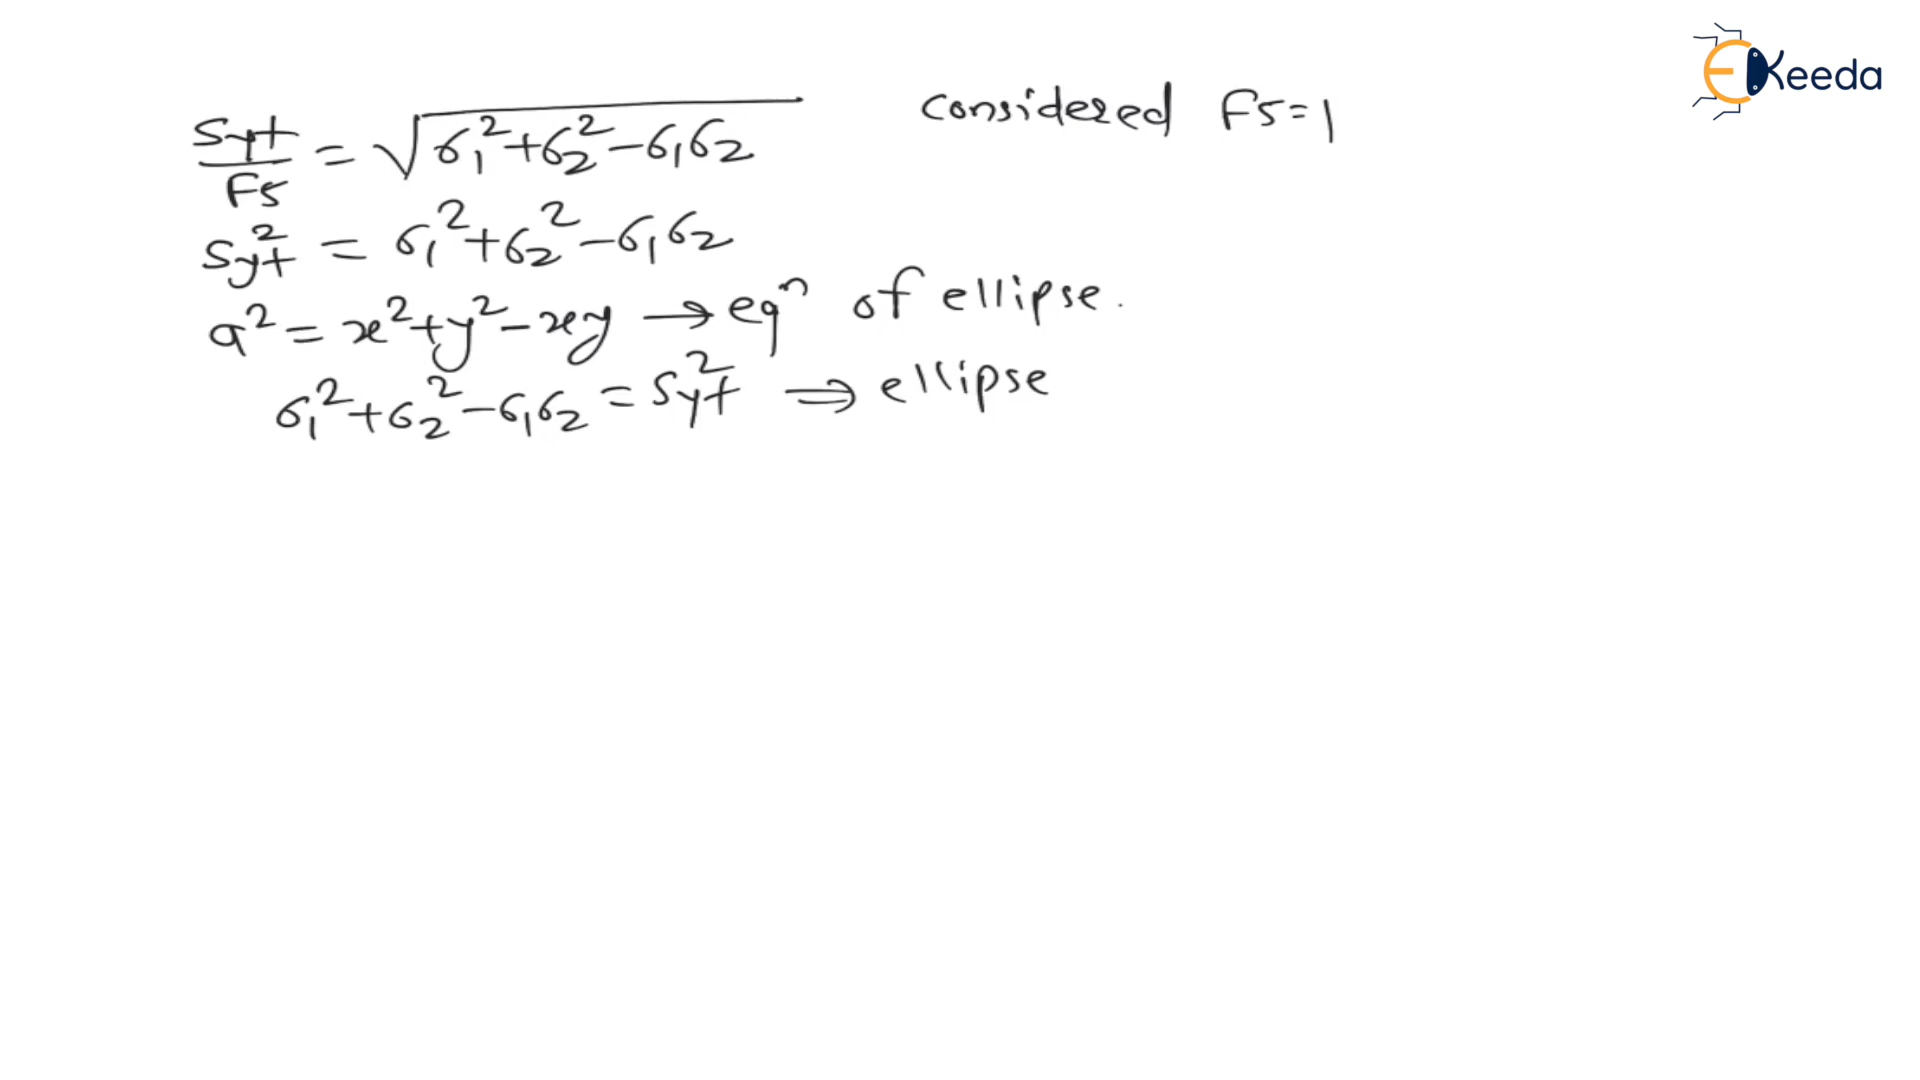 Syt/FS = √σ₁²+σ₂²-σ₁σ₂ considered FS=1
Syt² = σ₁²+σ₂²-σ₁σ₂
a² = x²+y²-xy → eqⁿ of ellipse.
σ₁²+σ₂²-σ₁σ₂ = Syt² ⇒ ellipse
EKeeda